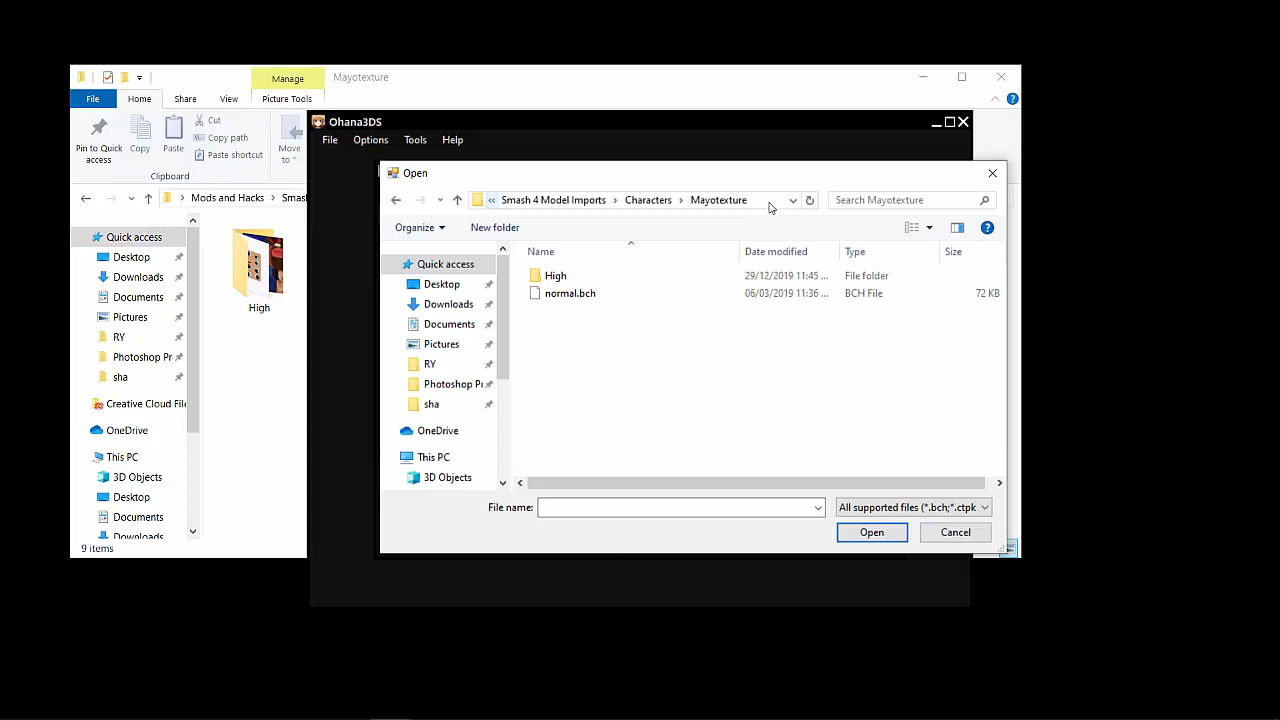 Manage
Mayotexture
File
Home
Share
View
Picture Tools
Pin to Quick
access
Copy
Paste
Cut
Copy path
Paste shortcut
Move
to
Clipboard
Mods and Hacks
Quick access
Desktop
Downloads
Documents
Pictures
RY
Photoshop Pr
sha
Creative Cloud File
OneDrive
This PC
3D Objects
Desktop
Documents
Downloads
9 items
High
Ohana3DS
File
Options
Tools
Help
Open
« Smash 4 Model Imports › Characters › Mayotexture
Search Mayotexture
Organize
New folder
Quick access
Desktop
Downloads
Documents
Pictures
RY
Photoshop Pr
sha
OneDrive
This PC
3D Objects
Name
Date modified
Type
Size
High
29/12/2019 11:45 ...
File folder
normal.bch
06/03/2019 11:36 ...
BCH File
72 KB
File name:
All supported files (*.bch;*.ctpk
Open
Cancel